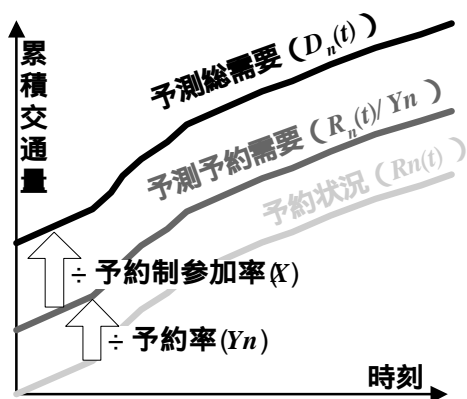 累積交通量
予測総需要（Dn(t)）
予測予約需要（Rn(t)/Yn）
予約状況（Rn(t)）
÷ 予約制参加率(X)
÷ 予約率(Yn)
時刻